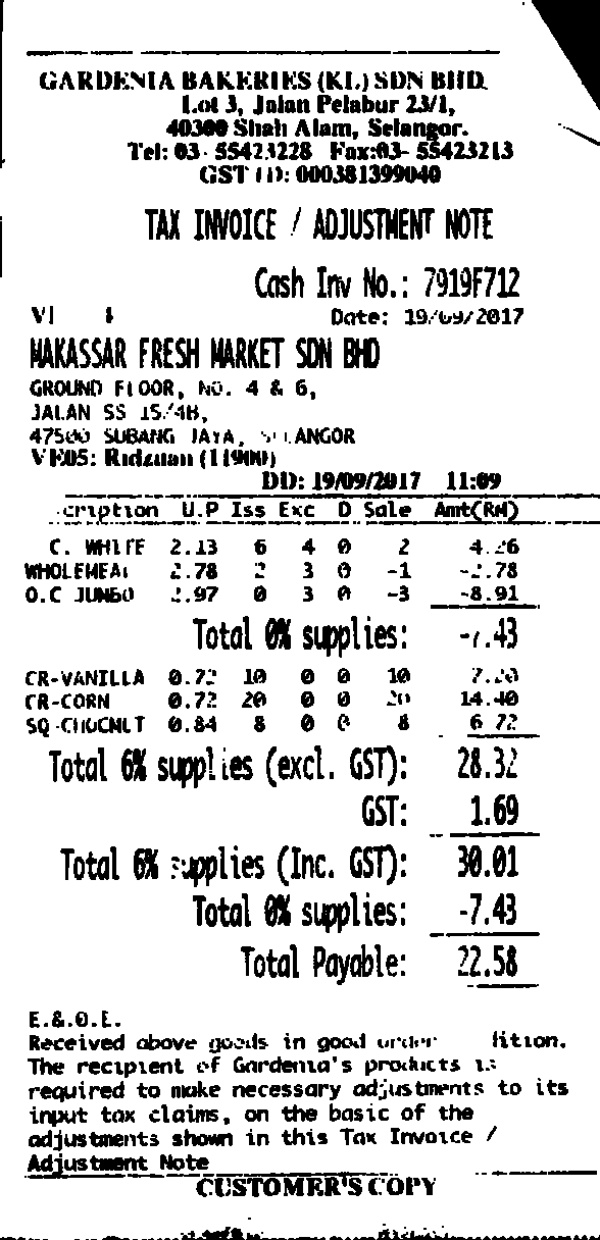 GARDENIA BAKERIES (KL) SDN BHD
Lot 3, Jalan Pelabur 23/1,
40300 Shah Alam, Selangor.
Tel: 03- 55423228 Fax:03- 55423213
GST ID: 000381399040
TAX INVOICE / ADJUSTMENT NOTE
Cash Inv No.: 7919F712
Date: 19/09/2017
MAKASSAR FRESH MARKET SDN BHD
GROUND FLOOR, NO. 4 & 6,
JALAN SS 15/4B,
47500 SUBANG JAYA, SELANGOR
VE05: Ridzuan (11900)
DD: 19/09/2017 11:09
cription U.P Iss Exc D Sale Amt(RM)
C. WHITE 2.13 6 4 0 2 4.26
WHOLEMEAL 2.78 2 3 0 -1 -2.78
O.C JUMBO 2.97 0 3 0 -3 -8.91
Total 0% supplies: -7.43
CR-VANILLA 0.72 10 0 0 10 7.20
CR-CORN 0.72 20 0 0 20 14.40
SQ-CHOCMLT 0.84 8 0 0 8 6.72
Total 6% supplies (excl. GST): 28.32
GST: 1.69
Total 6% supplies (Inc. GST): 30.01
Total 0% supplies: -7.43
Total Payable: 22.58
E.&.O.E.
Received above goods in good order dition.
The recipient of Gardenia's products is
required to make necessary adjustments to its
input tax claims, on the basic of the
adjustments shown in this Tax Invoice /
Adjustment Note
CUSTOMER'S COPY